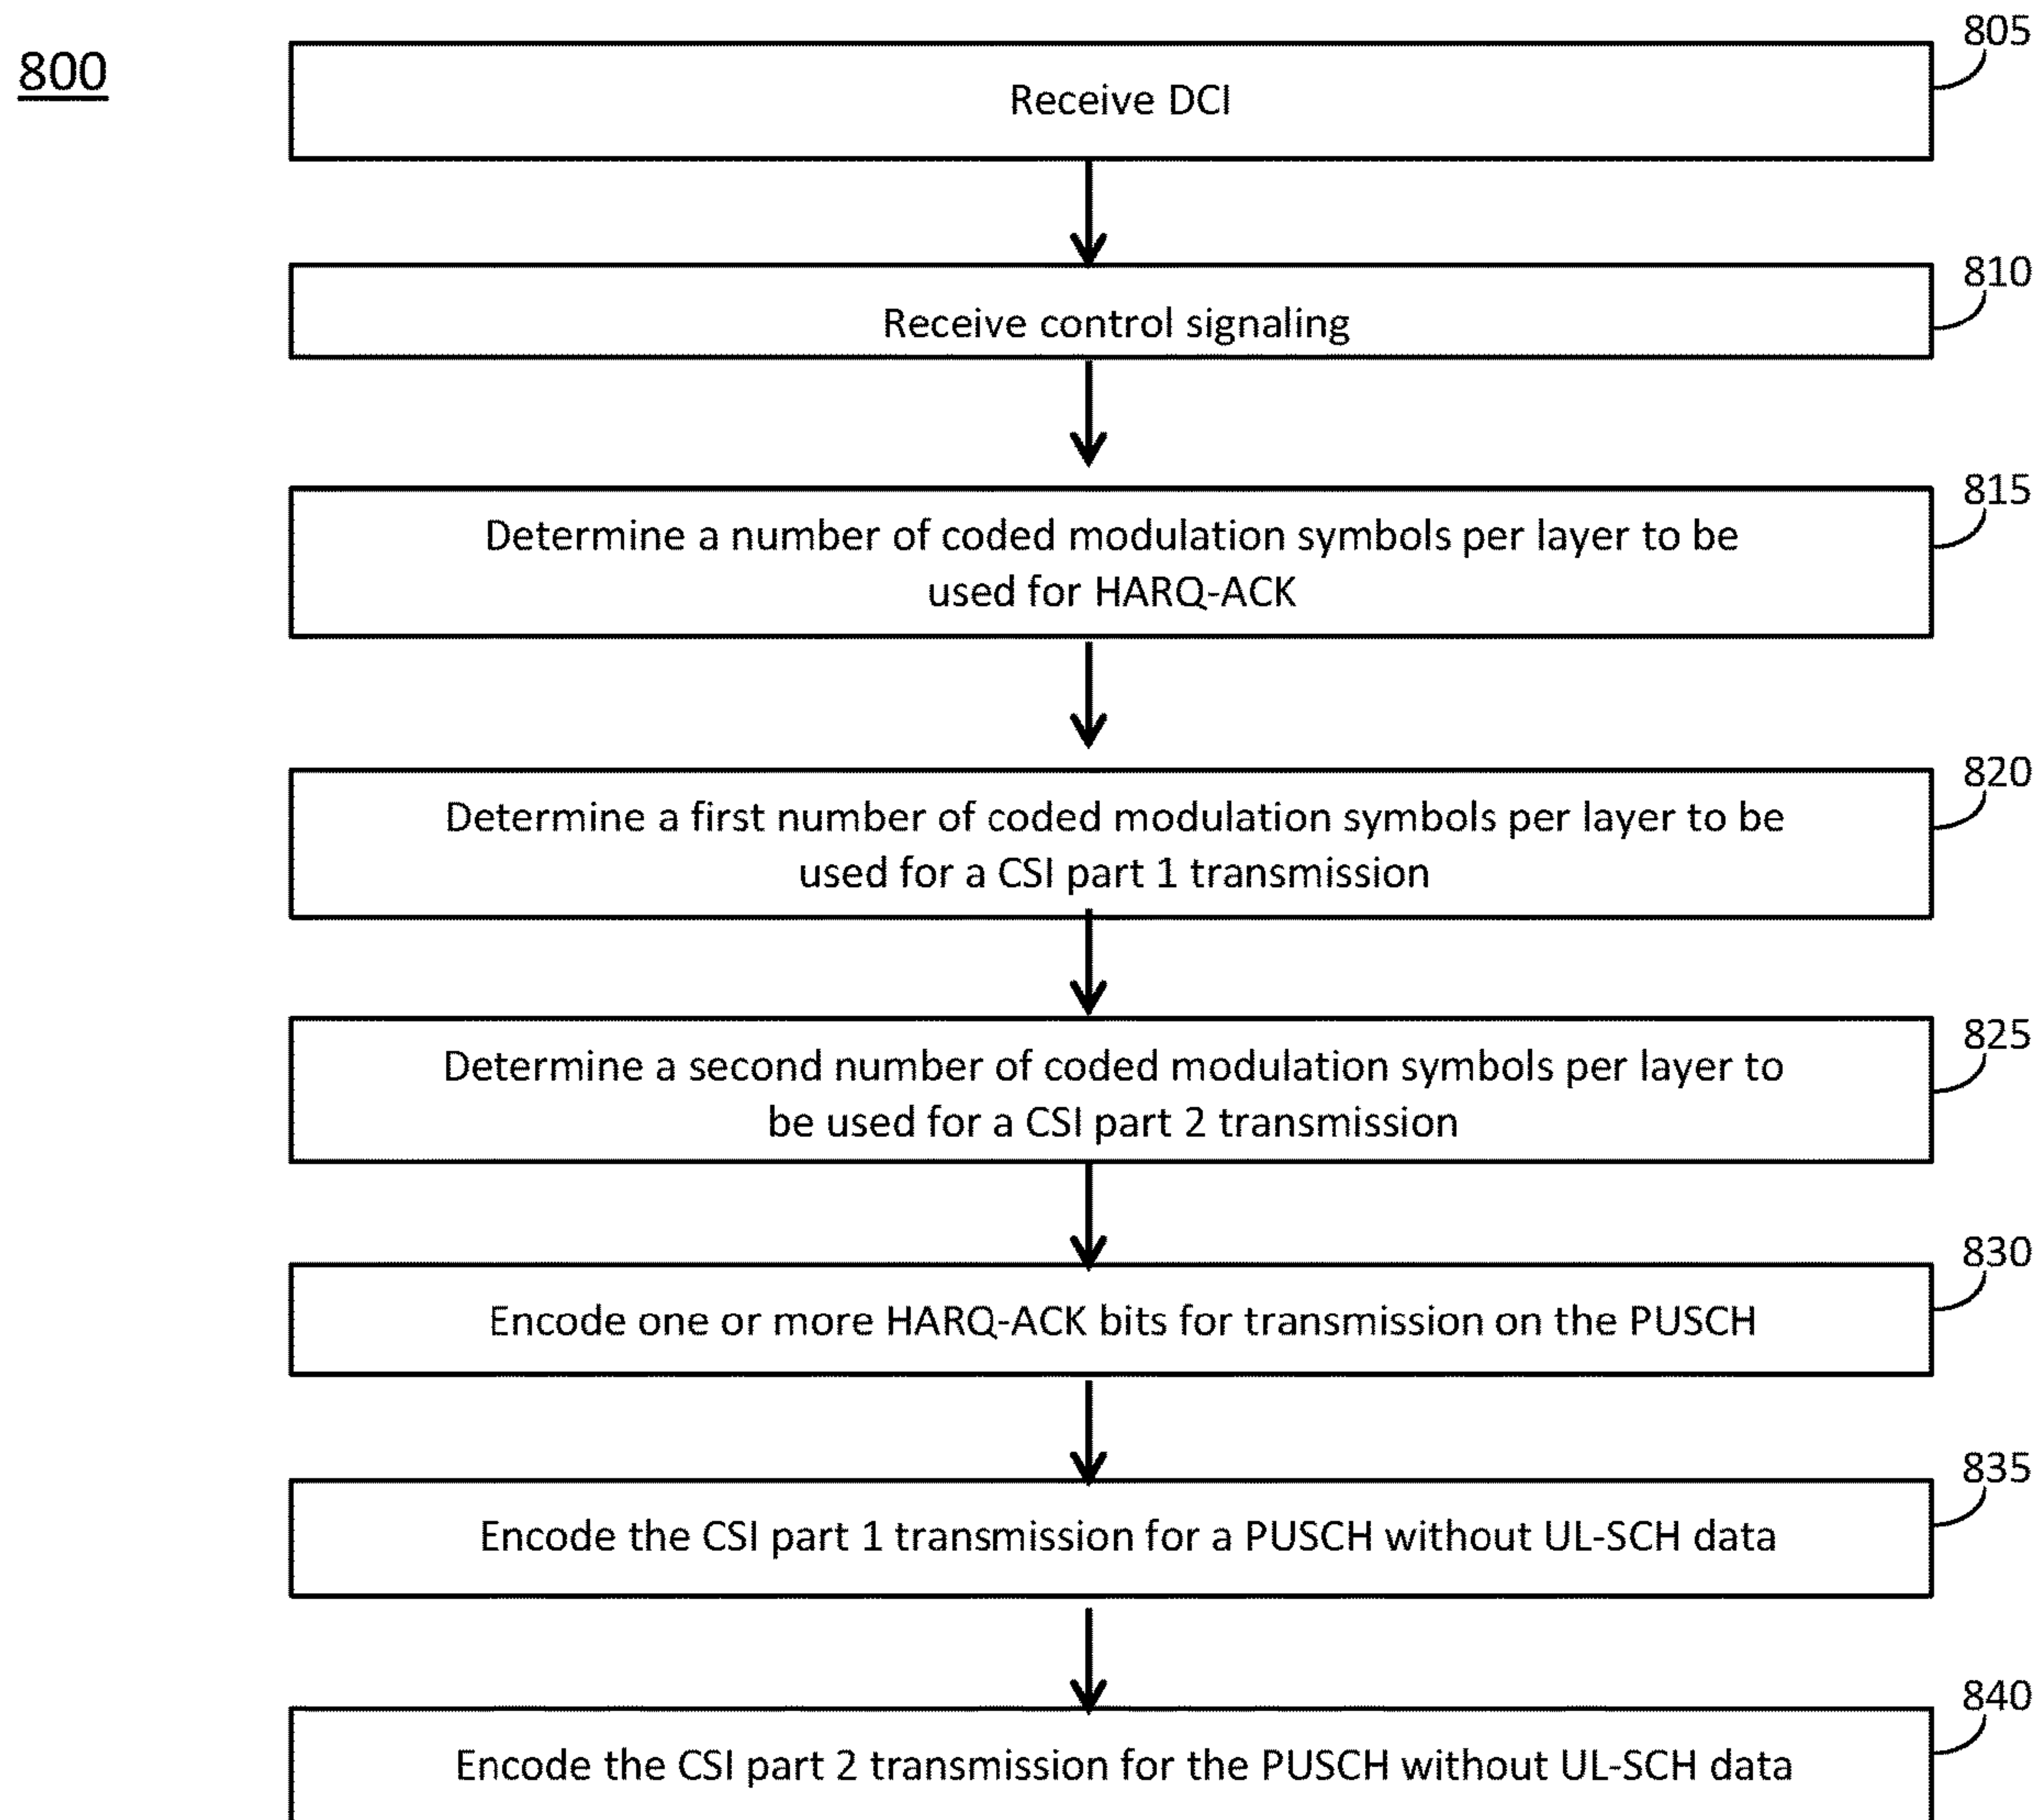 800
805
Receive DCI
810
Receive control signaling
815
Determine a number of coded modulation symbols per layer to be
used for HARQ-ACK
820
Determine a first number of coded modulation symbols per layer to be
used for a CSI part 1 transmission
825
Determine a second number of coded modulation symbols per layer to
be used for a CSI part 2 transmission
830
Encode one or more HARQ-ACK bits for transmission on the PUSCH
835
Encode the CSI part 1 transmission for a PUSCH without UL-SCH data
840
Encode the CSI part 2 transmission for the PUSCH without UL-SCH data